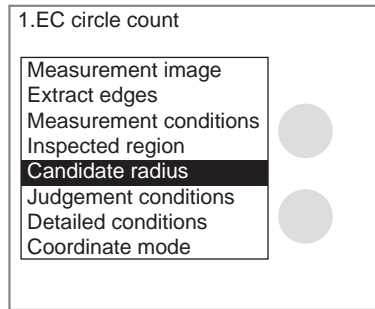 1.EC circle count
Measurement image
Extract edges
Measurement conditions
Inspected region
Candidate radius
Judgement conditions
Detailed conditions
Coordinate mode